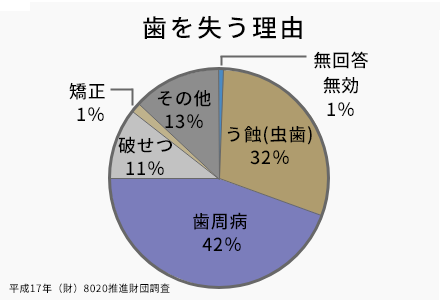 歯を失う理由
無回答
無効
1%
矯正
1%
その他
13%
う蝕(虫歯)
32%
破せつ
11%
歯周病
42%
平成17年（財）8020推進財団調査